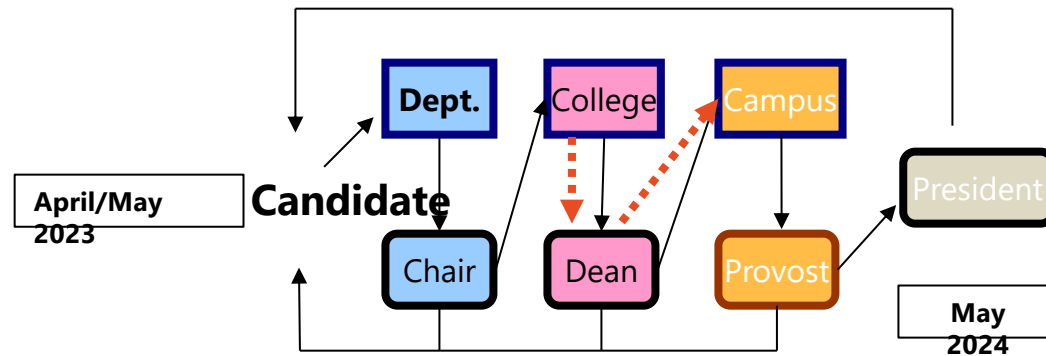 Dept.
College
Campus
President
April/May
2023
Candidate
Chair
Dean
Provost
May
2024